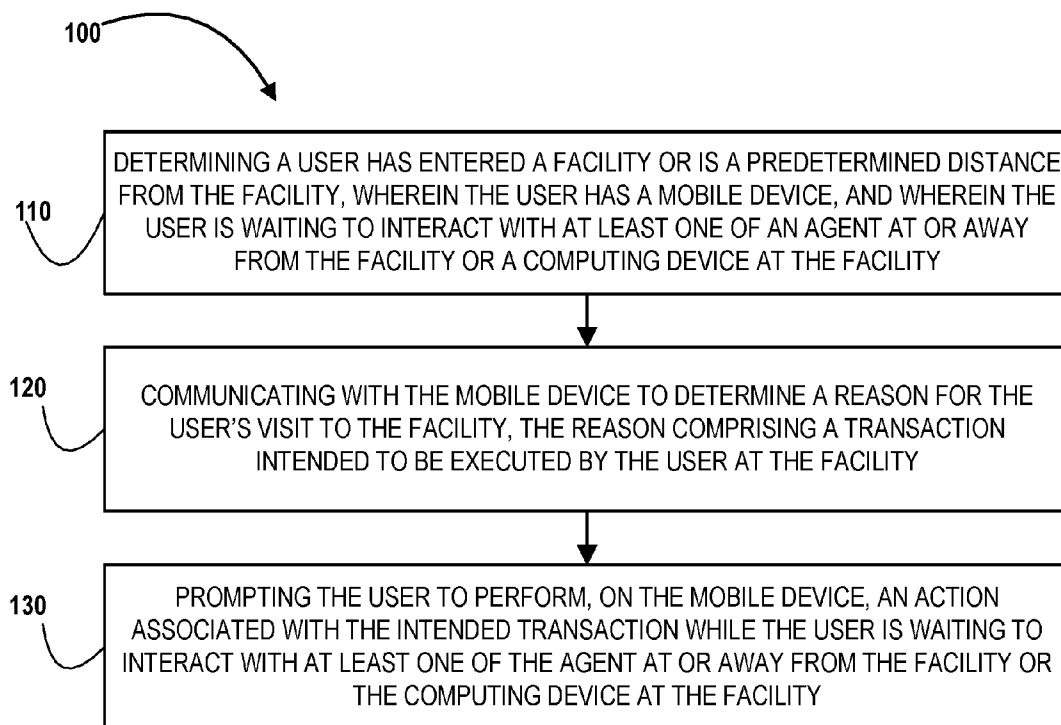 100
110
DETERMINING A USER HAS ENTERED A FACILITY OR IS A PREDETERMINED DISTANCE
FROM THE FACILITY, WHEREIN THE USER HAS A MOBILE DEVICE, AND WHEREIN THE
USER IS WAITING TO INTERACT WITH AT LEAST ONE OF AN AGENT AT OR AWAY
FROM THE FACILITY OR A COMPUTING DEVICE AT THE FACILITY
120
COMMUNICATING WITH THE MOBILE DEVICE TO DETERMINE A REASON FOR THE
USER'S VISIT TO THE FACILITY, THE REASON COMPRISING A TRANSACTION
INTENDED TO BE EXECUTED BY THE USER AT THE FACILITY
130
PROMPTING THE USER TO PERFORM, ON THE MOBILE DEVICE, AN ACTION
ASSOCIATED WITH THE INTENDED TRANSACTION WHILE THE USER IS WAITING TO
INTERACT WITH AT LEAST ONE OF THE AGENT AT OR AWAY FROM THE FACILITY OR
THE COMPUTING DEVICE AT THE FACILITY